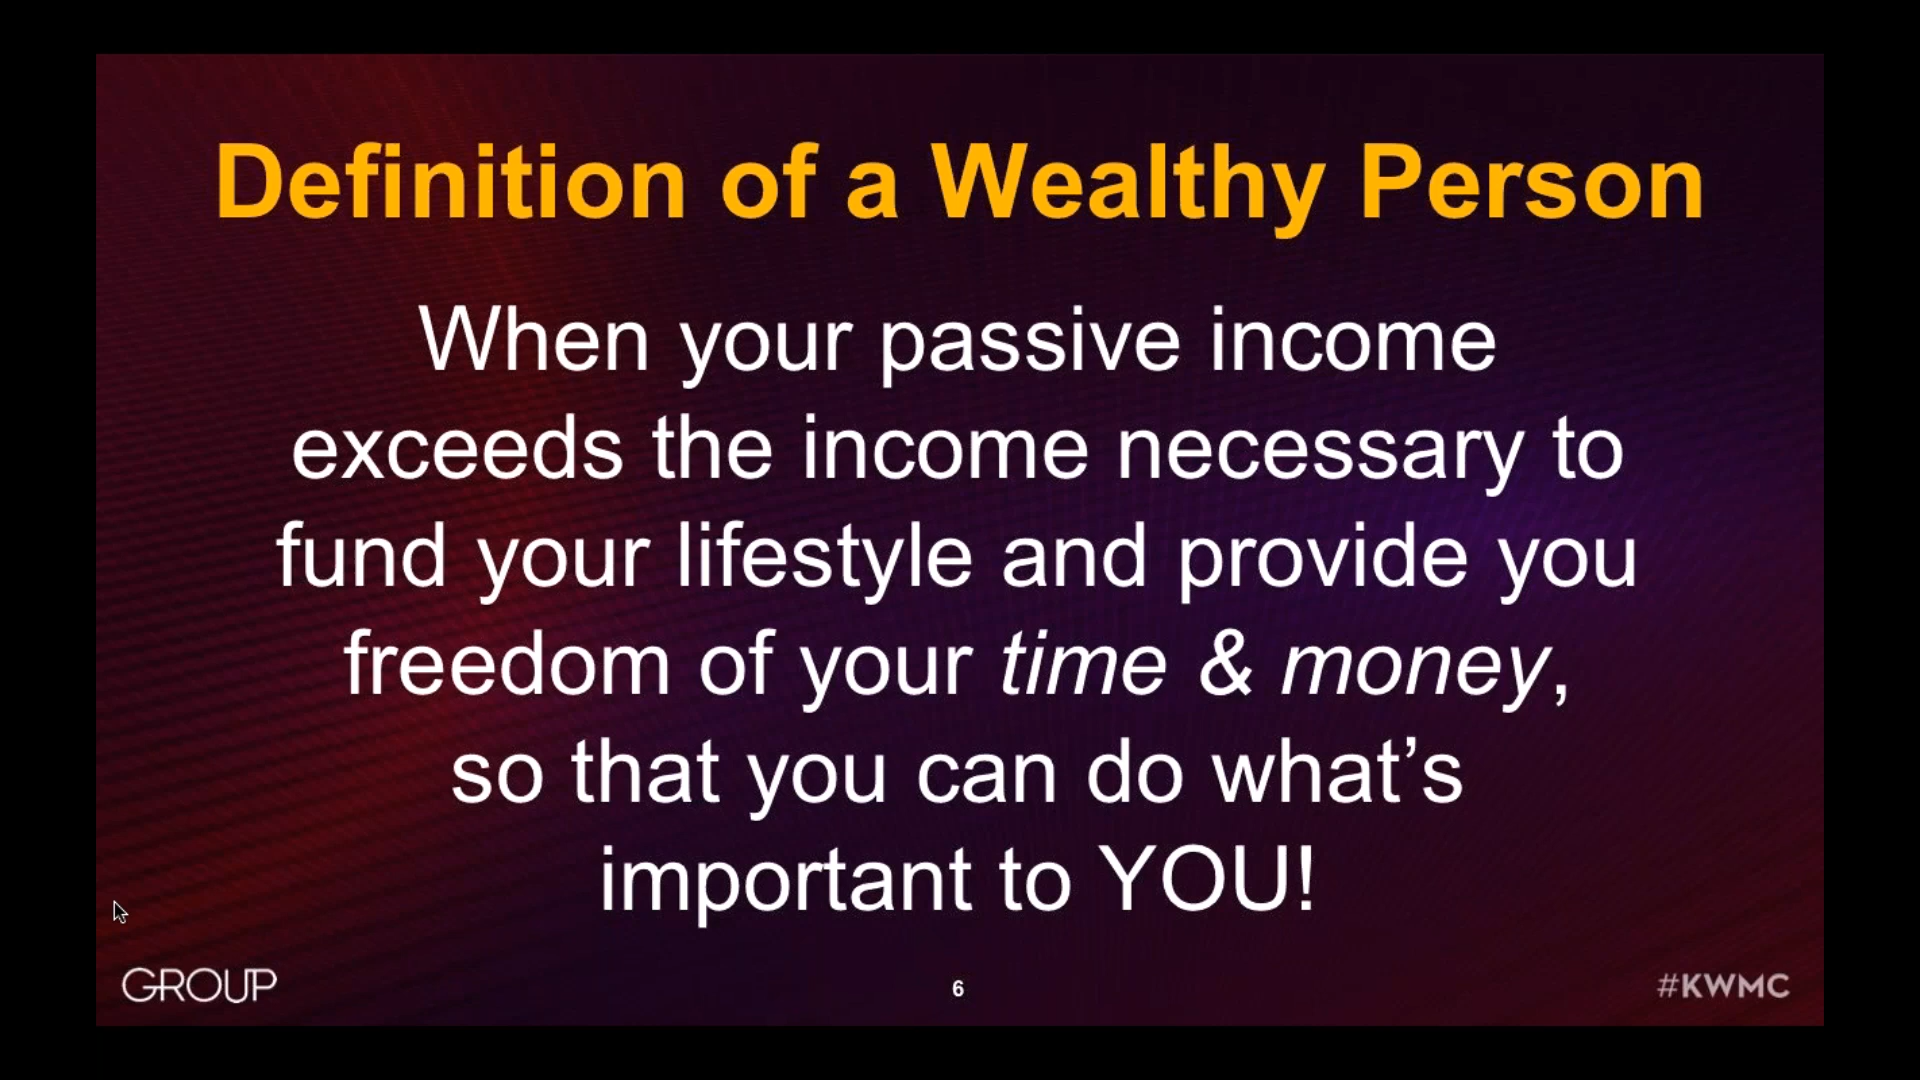 Definition of a Wealthy Person
When your passive income
exceeds the income necessary to
fund your lifestyle and provide you
freedom of your time & money,
so that you can do what’s
important to YOU!
GROUP
6
#KWMC